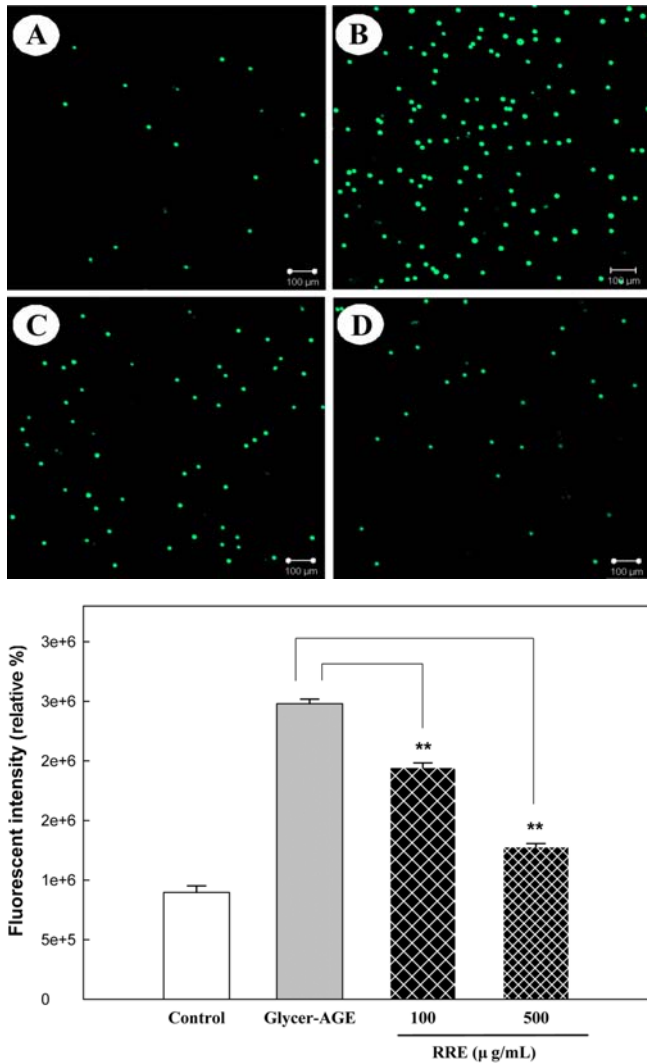 A
B
100 µm
100 µm
C
D
100 µm
100 µm
Fluorescent intensity (relative %)
3e+6
3e+6
2e+6
2e+6
1e+6
5e+5
0
**
**
Control
Glycer-AGE
100
500
RRE (µ g/mL)